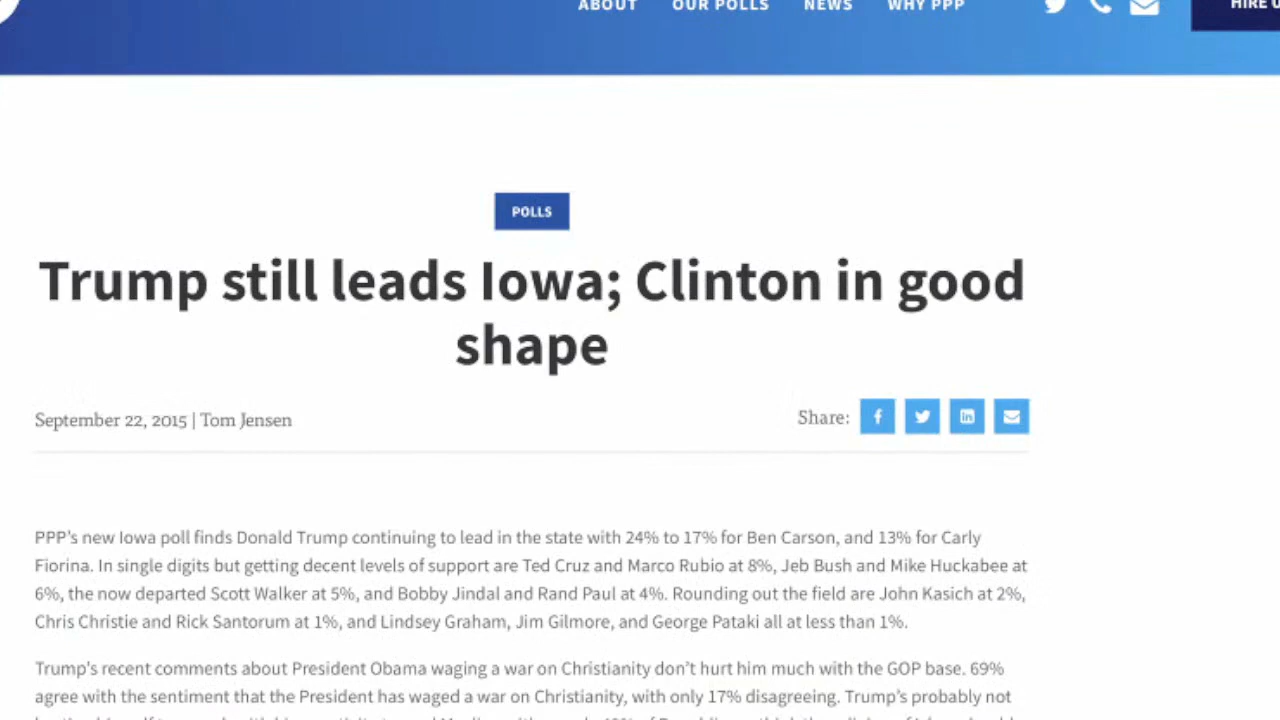 ABOUT OUR POLLS NEWS WHY PPP HIRE U
POLLS
Trump still leads Iowa; Clinton in good
shape
September 22, 2015 | Tom Jensen
Share:
PPP's new Iowa poll finds Donald Trump continuing to lead in the state with 24% to 17% for Ben Carson, and 13% for Carly
Fiorina. In single digits but getting decent levels of support are Ted Cruz and Marco Rubio at 8%, Jeb Bush and Mike Huckabee at
6%, the now departed Scott Walker at 5%, and Bobby Jindal and Rand Paul at 4%. Rounding out the field are John Kasich at 2%,
Chris Christie and Rick Santorum at 1%, and Lindsey Graham, Jim Gilmore, and George Pataki all at less than 1%.
Trump's recent comments about President Obama waging a war on Christianity don't hurt him much with the GOP base. 69%
agree with the sentiment that the President has waged a war on Christianity, with only 17% disagreeing. Trump's probably not